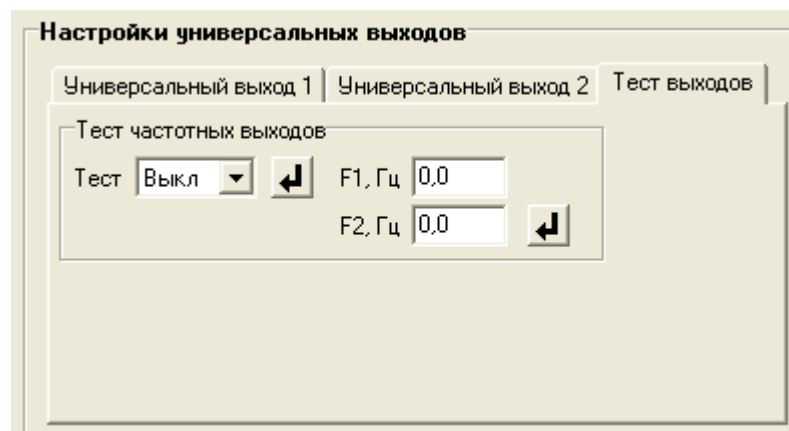 Настройки универсальных выходов
Универсальный выход 1 Универсальный выход 2 Тест выходов
Тест частотных выходов
Тест Выкл F1, Гц 0,0
F2, Гц 0,0